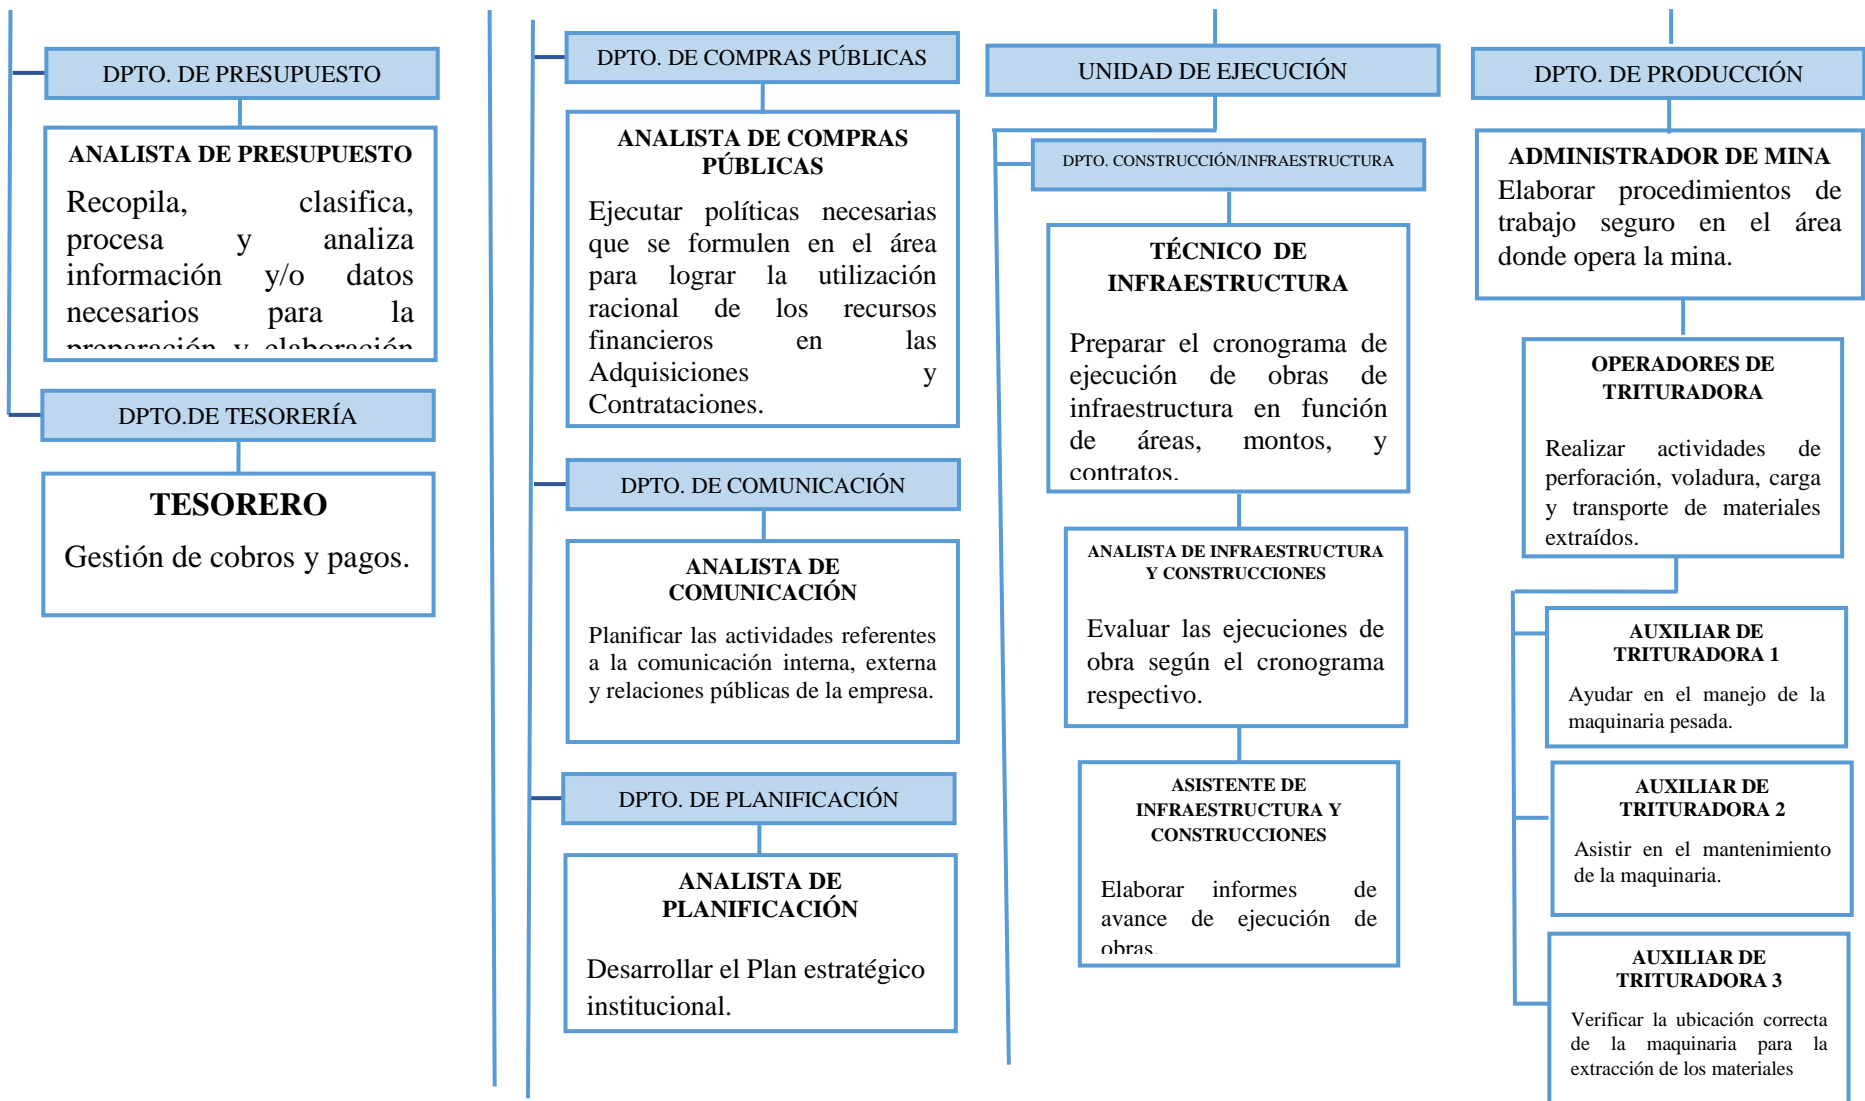 DPTO. DE PRESUPUESTO
ANALISTA DE PRESUPUESTO
Recopila, clasifica,
procesa y analiza
información y/o datos
necesarios para la
preparación y elaboración
DPTO.DE TESORERÍA
TESORERO
Gestión de cobros y pagos.
DPTO. DE COMPRAS PÚBLICAS
ANALISTA DE COMPRAS
PÚBLICAS
Ejecutar políticas necesarias
que se formulen en el área
para lograr la utilización
racional de los recursos
financieros en las
Adquisiciones y
Contrataciones.
DPTO. DE COMUNICACIÓN
ANALISTA DE
COMUNICACIÓN
Planificar las actividades referentes
a la comunicación interna, externa
y relaciones públicas de la empresa.
DPTO. DE PLANIFICACIÓN
ANALISTA DE
PLANIFICACIÓN
Desarrollar el Plan estratégico
institucional.
UNIDAD DE EJECUCIÓN
DPTO. CONSTRUCCIÓN/INFRAESTRUCTURA
TÉCNICO DE
INFRAESTRUCTURA
Preparar el cronograma de
ejecución de obras de
infraestructura en función
de áreas, montos, y
contratos.
ANALISTA DE INFRAESTRUCTURA
Y CONSTRUCCIONES
Evaluar las ejecuciones de
obra según el cronograma
respectivo.
ASISTENTE DE
INFRAESTRUCTURA Y
CONSTRUCCIONES
Elaborar informes de
avance de ejecución de
obras.
DPTO. DE PRODUCCIÓN
ADMINISTRADOR DE MINA
Elaborar procedimientos de
trabajo seguro en el área
donde opera la mina.
OPERADORES DE
TRITURADORA
Realizar actividades de
perforación, voladura, carga
y transporte de materiales
extraídos.
AUXILIAR DE
TRITURADORA 1
Ayudar en el manejo de la
maquinaria pesada.
AUXILIAR DE
TRITURADORA 2
Asistir en el mantenimiento
de la maquinaria.
AUXILIAR DE
TRITURADORA 3
Verificar la ubicación correcta
de la maquinaria para la
extracción de los materiales